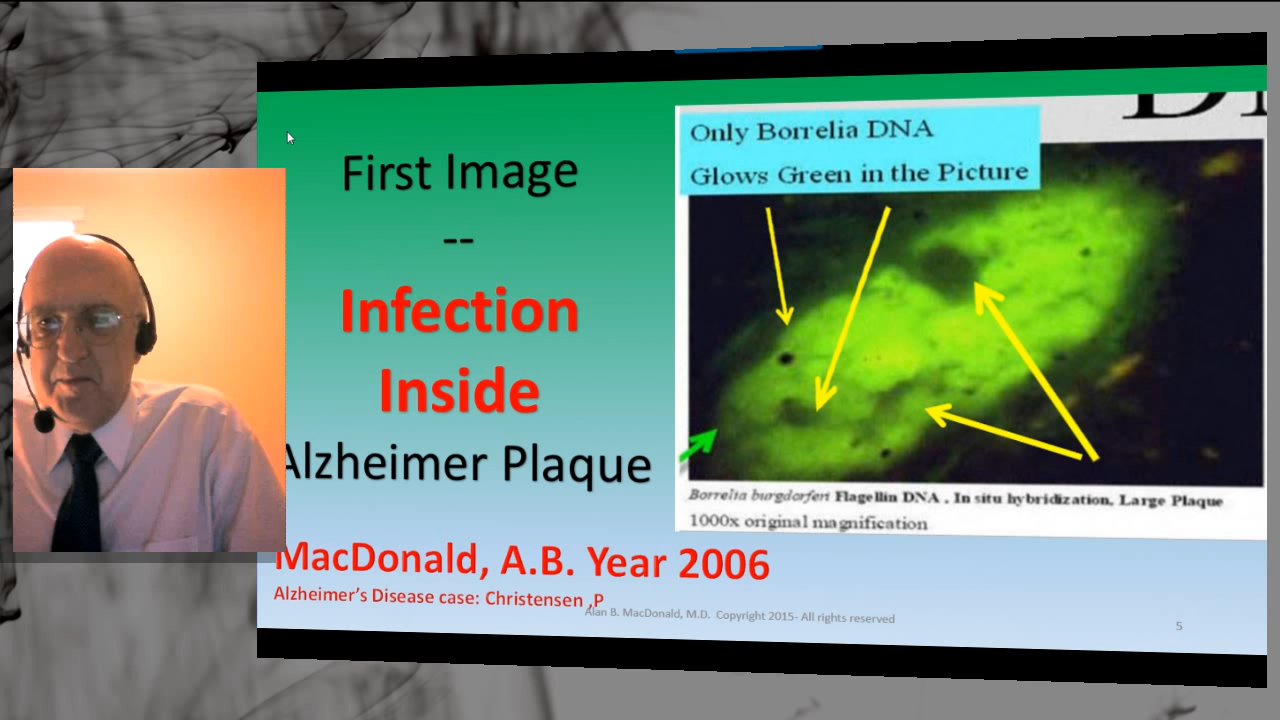 First Image
--
Infection
Inside
Alzheimer Plaque
MacDonald, A.B. Year 2006
Alzheimer's Disease case: Christensen ,P
Only Borrelia DNA
Glows Green in the Picture
Borrelia burgdorferi Flagellin DNA . In situ hybridization, Large Plaque
1000x original magnification
Alan B. MacDonald, M.D. Copyright 2015- All rights reserved
5